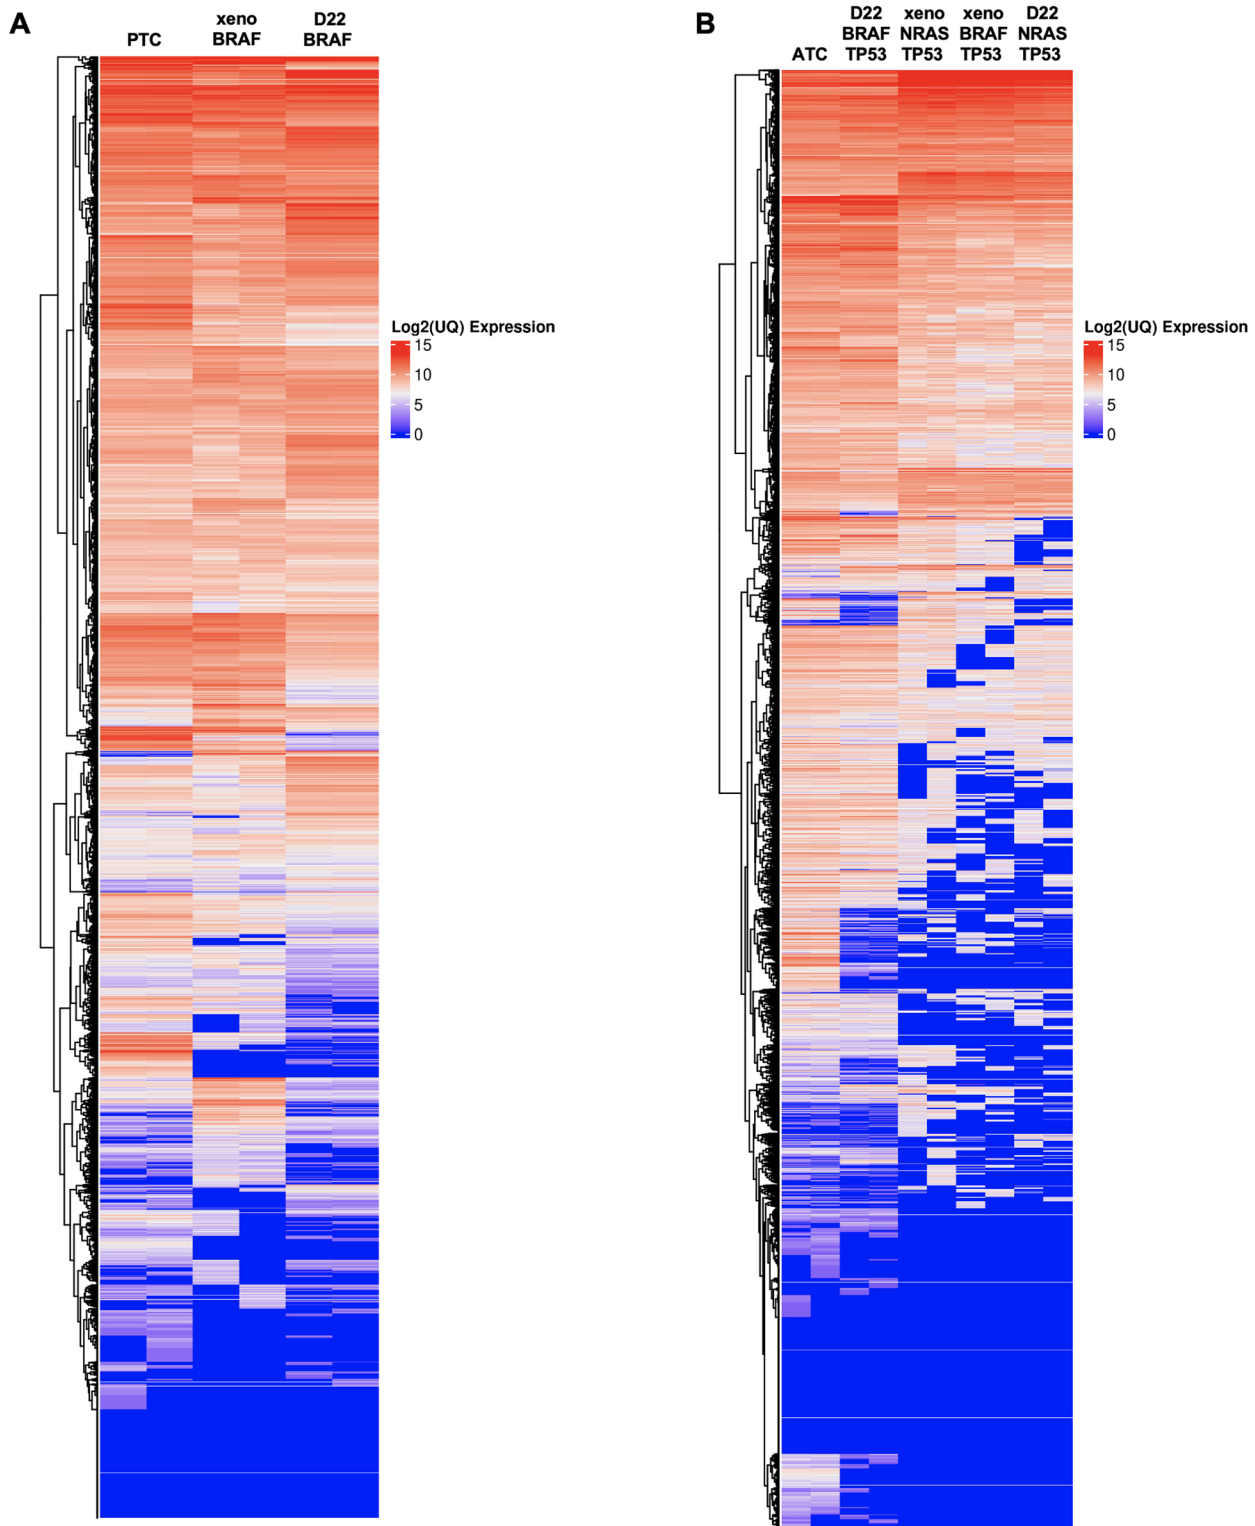 A
PTC
xeno
BRAF
D22
BRAF
Log2(UQ) Expression
15
10
5
0
B
ATC
D22
BRAF
TP53
xeno
NRAS
TP53
xeno
BRAF
TP53
D22
NRAS
TP53
Log2(UQ) Expression
15
10
5
0